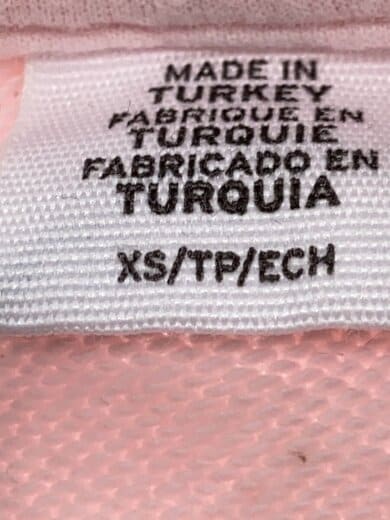 MADE IN
TURKEY
FABRIQUE EN
TURQUIE
FABRICADO EN
TURQUIA
XS/TP/ECH